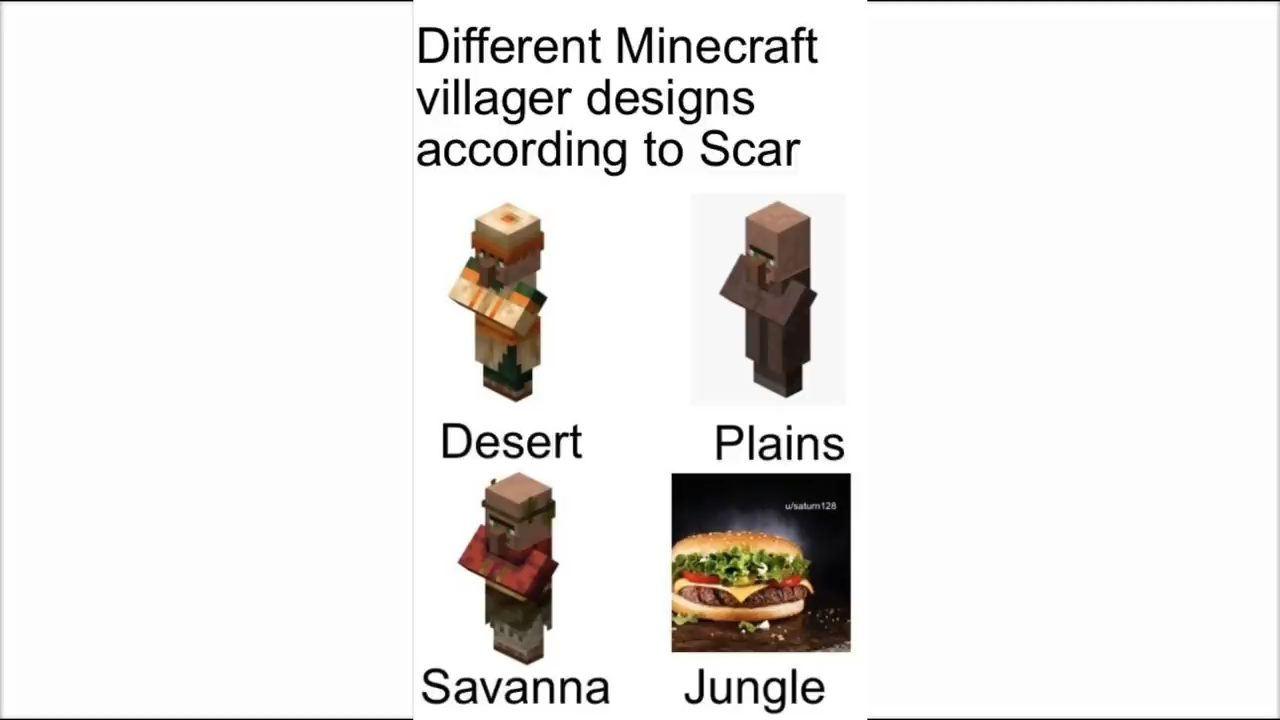 Different Minecraft
villager designs
according to Scar
Desert
Plains
u/saturn128
Savanna
Jungle